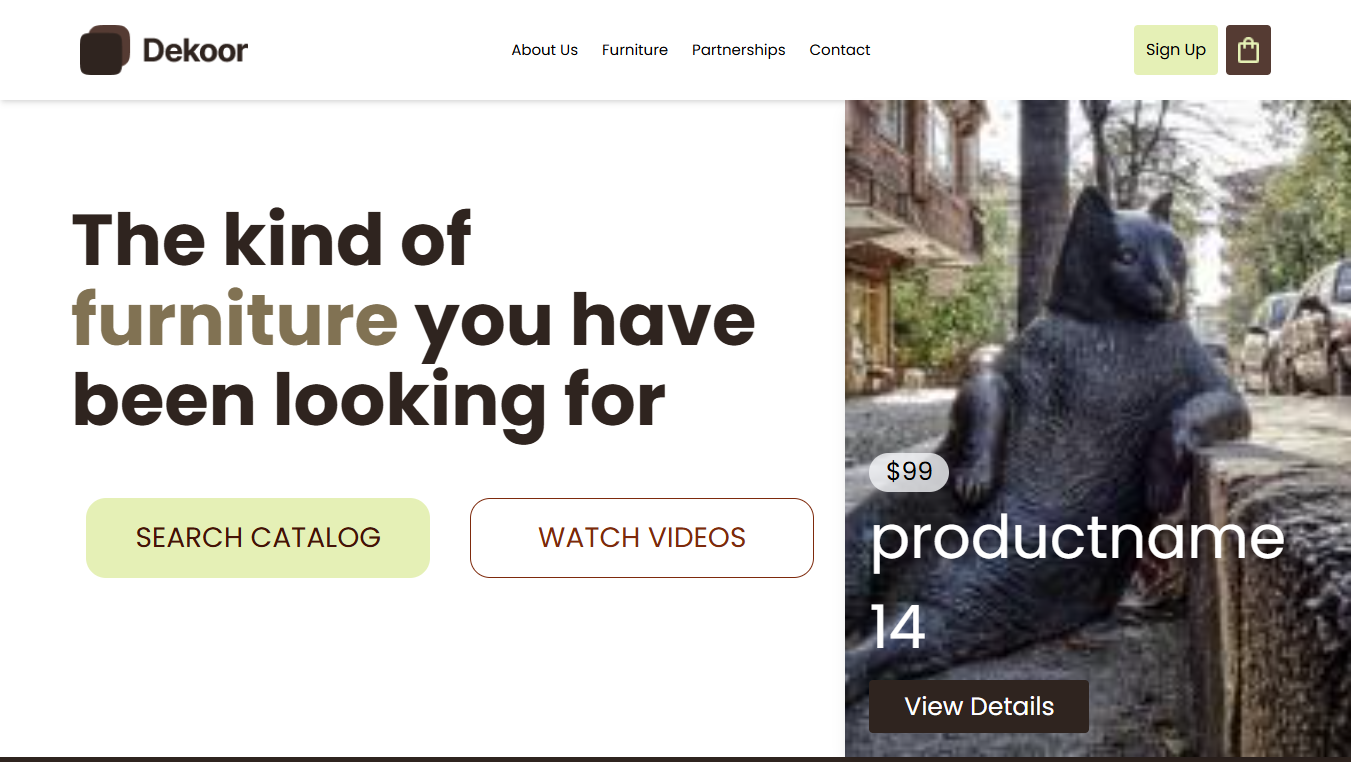 Dekoor
About Us Furniture Partnerships Contact
Sign Up
The kind of
furniture you have
been looking for
SEARCH CATALOG
WATCH VIDEOS
$99
productname
14
View Details